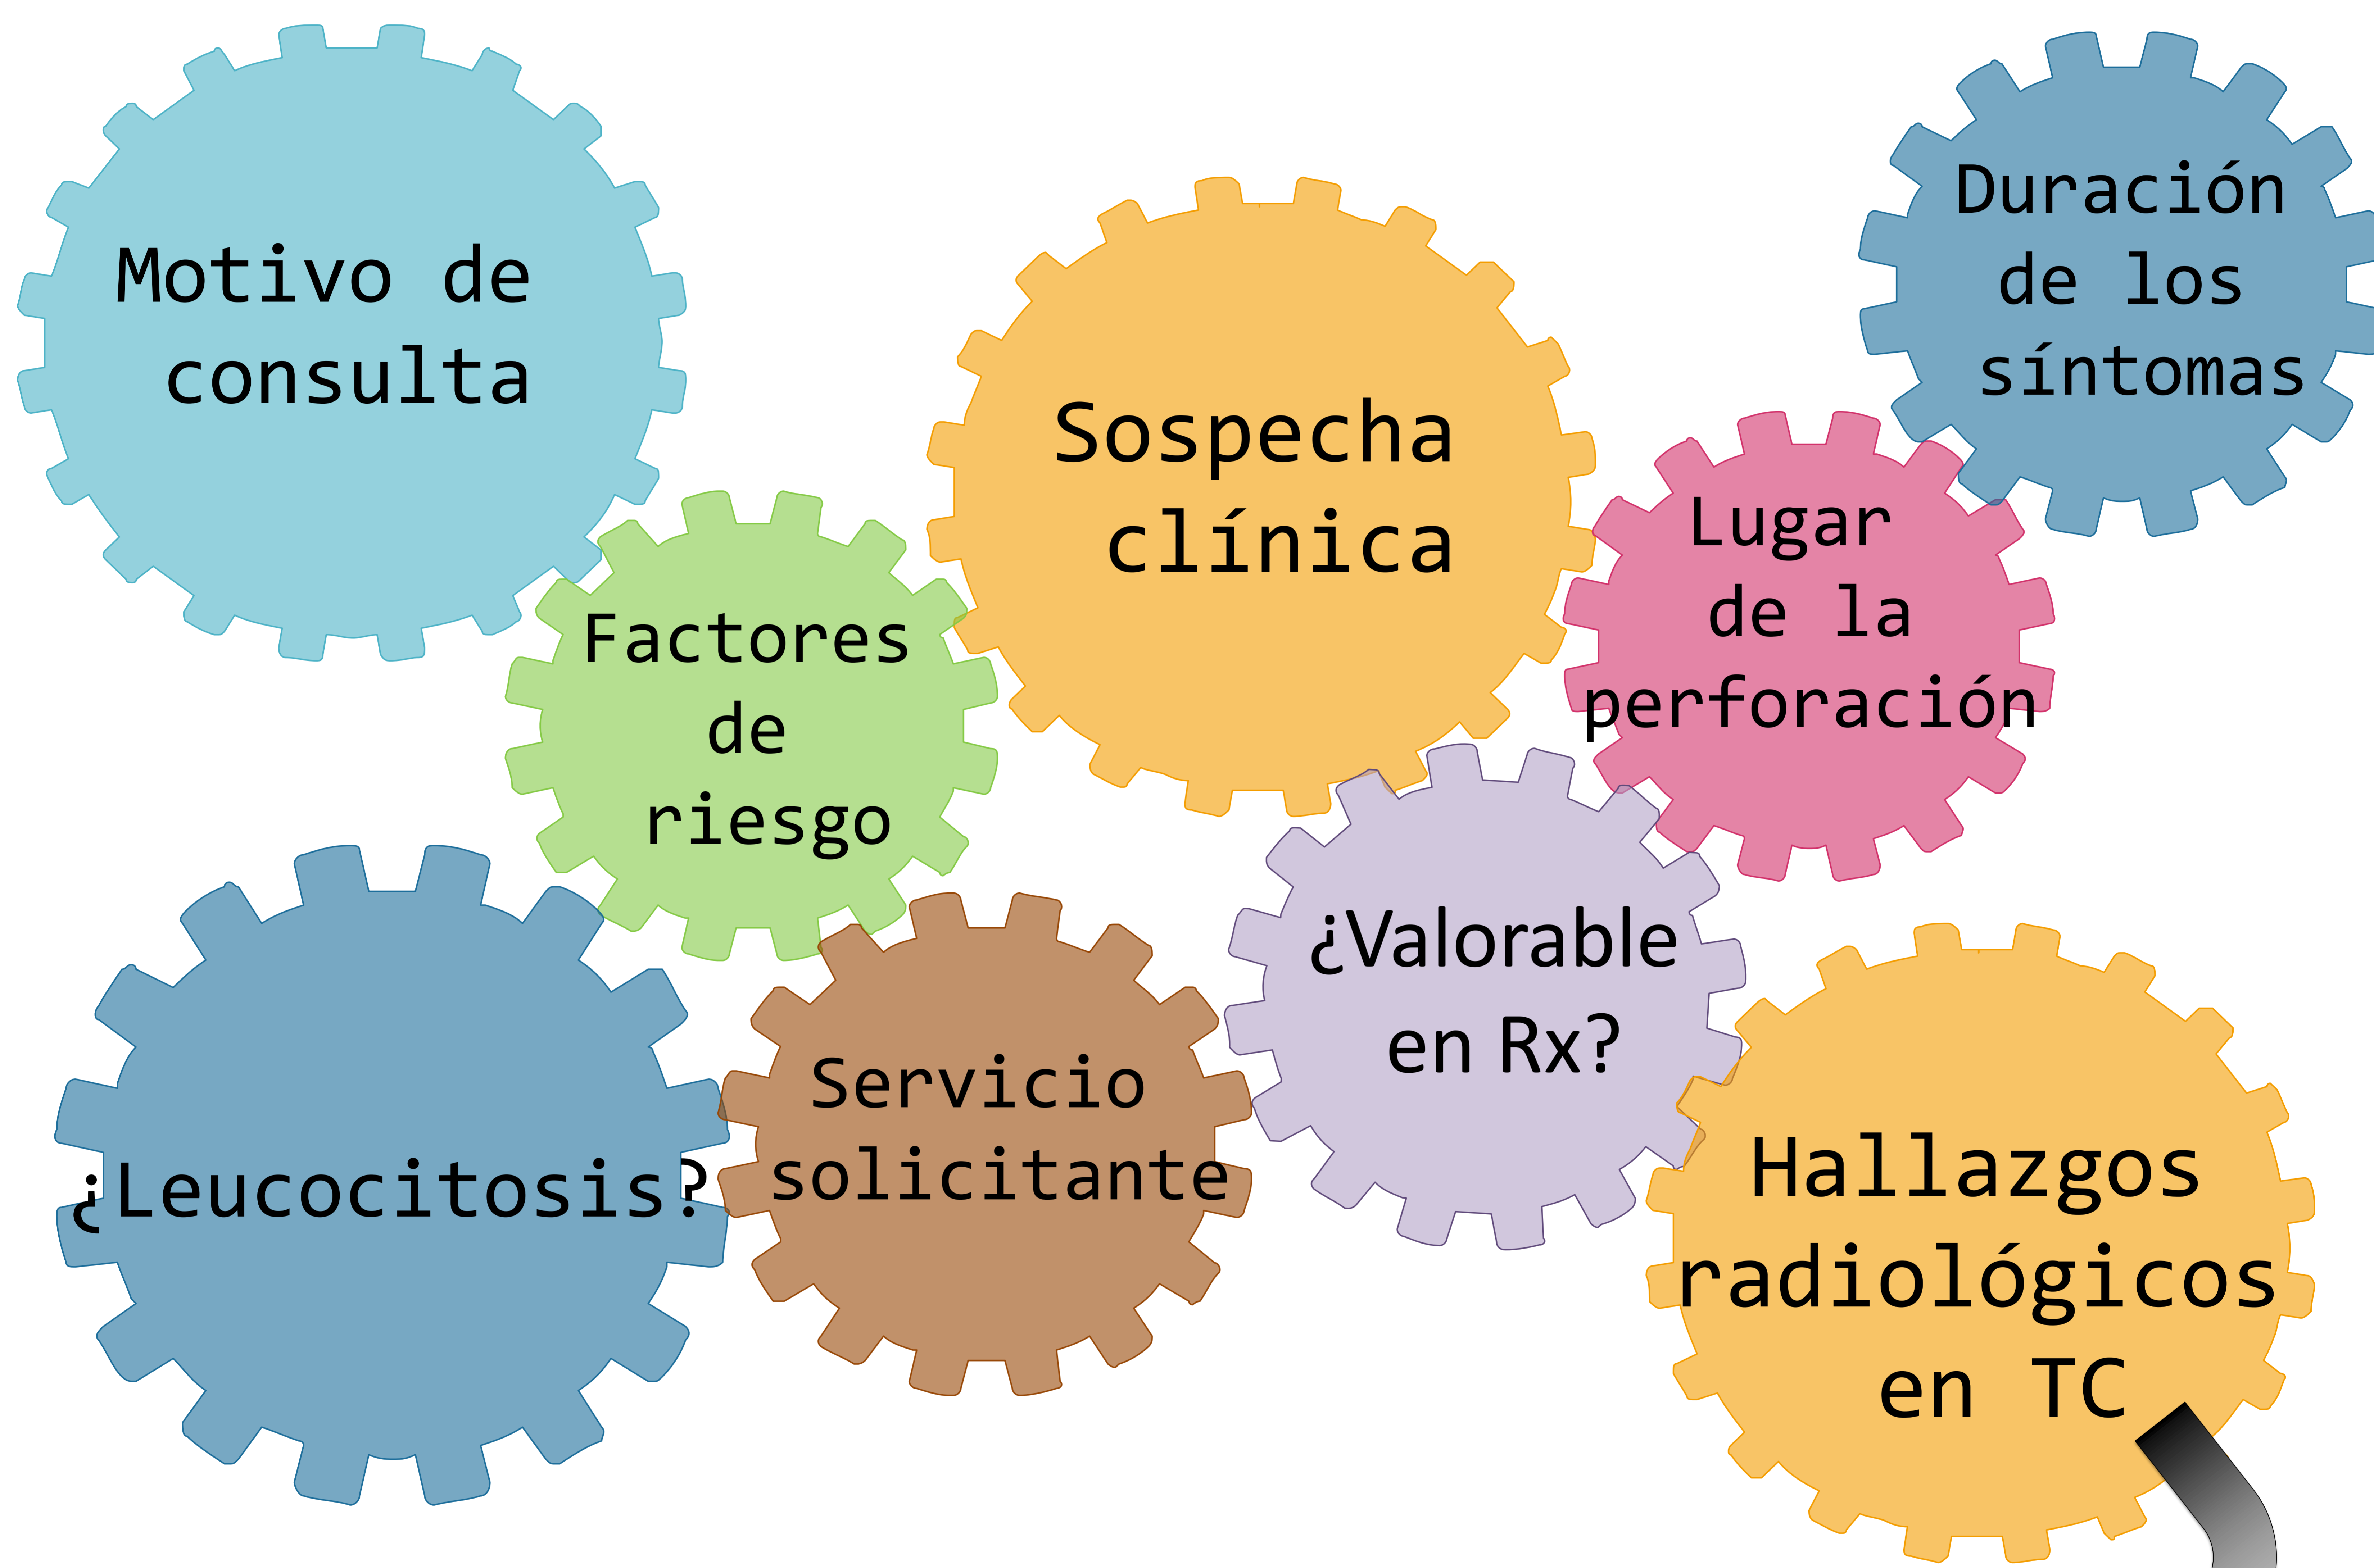 Motivo de
consulta
Sospecha
clínica
Duración
de los
síntomas
Factores
de
riesgo
Lugar
de la
perforación
¿Leucocitosis?
Servicio
solicitante
¿Valorable
en Rx?
Hallazgos
radiológicos
en TC